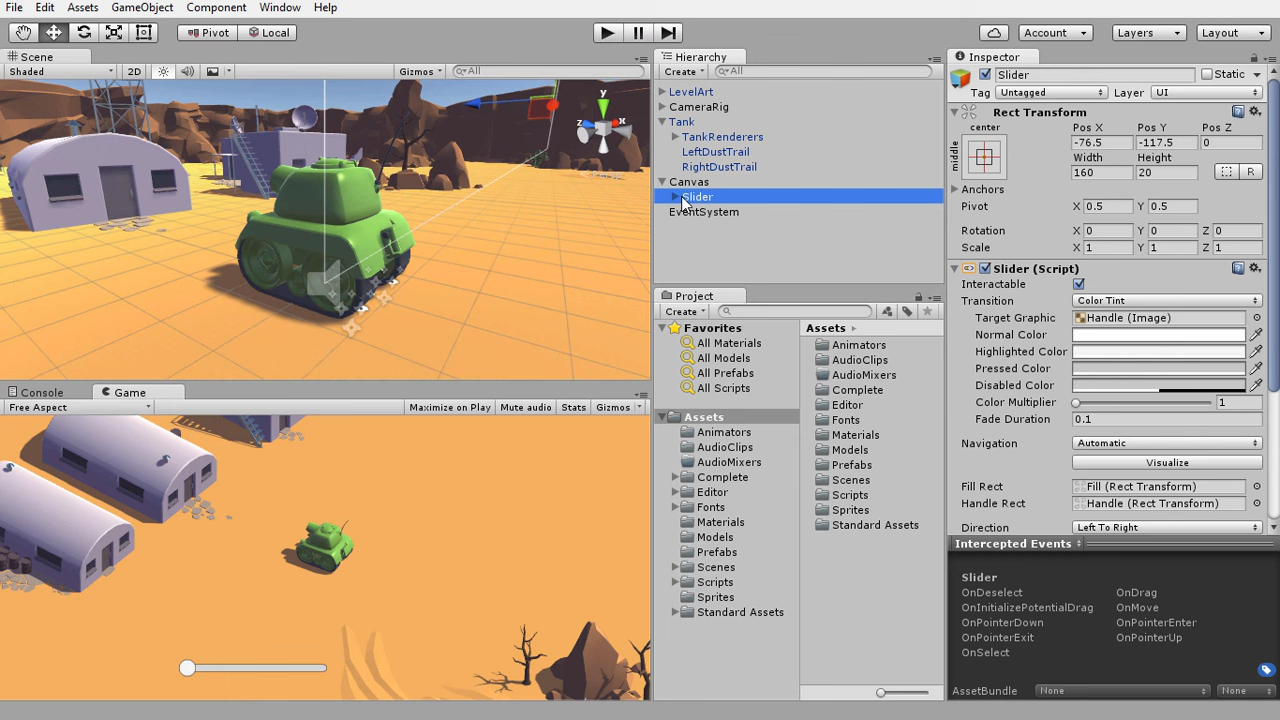 File Edit Assets GameObject Component Window Help
Pivot Local Account Layers Layout
Scene
Shaded 2D Gizmos All
y
z x
Console Game
Free Aspect Maximize on Play Mute audio Stats Gizmos
Hierarchy
Create All
LevelArt
CameraRig
Tank
TankRenderers
LeftDustTrail
RightDustTrail
Canvas
Slider
EventSystem
Project
Create
Favorites
All Materials
All Models
All Prefabs
All Scripts
Assets
Animators
AudioClips
AudioMixers
Complete
Editor
Fonts
Materials
Models
Prefabs
Scenes
Scripts
Sprites
Standard Assets
Assets
Animators
AudioClips
AudioMixers
Complete
Editor
Fonts
Materials
Models
Prefabs
Scenes
Scripts
Sprites
Standard Assets
Inspector
Slider Static
Tag Untagged Layer UI
Rect Transform
center Pos X Pos Y Pos Z
middle -76.5 -117.5 0
Width Height
160 20 R
Anchors
Pivot X 0.5 Y 0.5
Rotation X 0 Y 0 Z 0
Scale X 1 Y 1 Z 1
Slider (Script)
Interactable
Transition Color Tint
Target Graphic Handle (Image)
Normal Color
Highlighted Color
Pressed Color
Disabled Color
Color Multiplier 1
Fade Duration 0.1
Navigation Automatic
Visualize
Fill Rect Fill (Rect Transform)
Handle Rect Handle (Rect Transform)
Direction Left To Right
Intercepted Events
Slider
OnDeselect OnDrag
OnInitializePotentialDrag OnMove
OnPointerDown OnPointerEnter
OnPointerExit OnPointerUp
OnSelect
AssetBundle None None